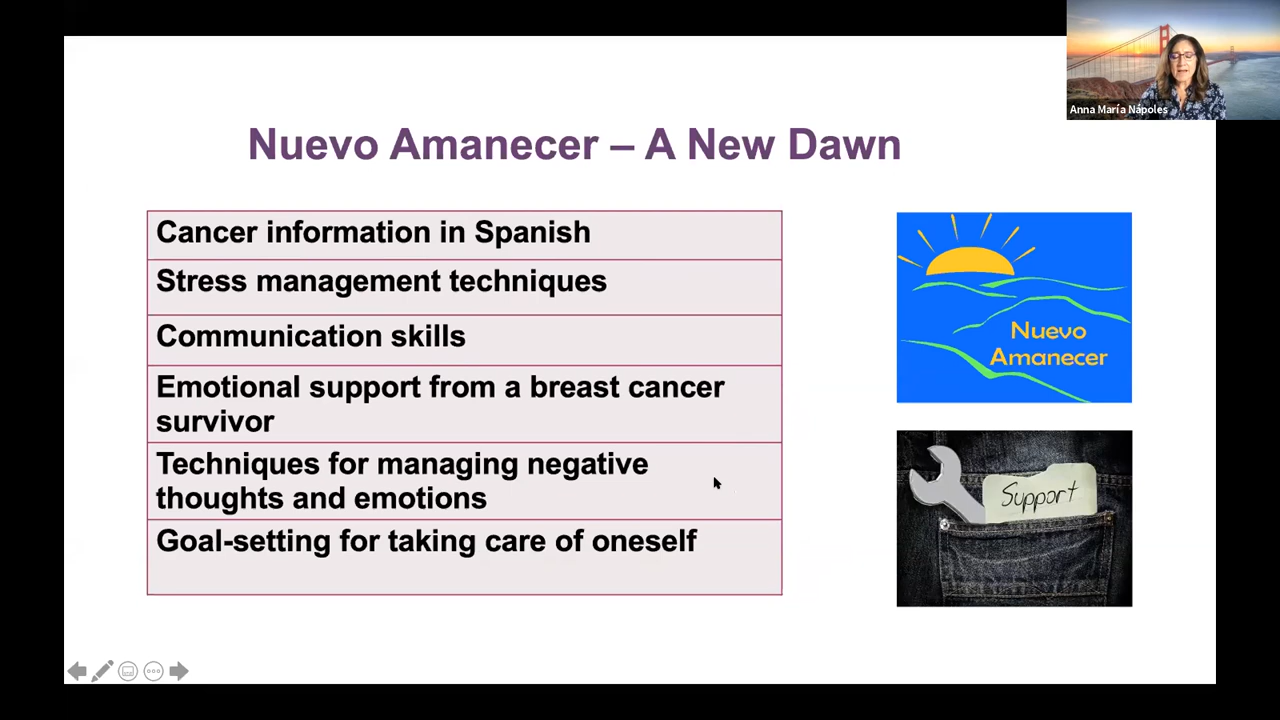 Anna María Nápoles
Nuevo Amanecer – A New Dawn
Cancer information in Spanish
Stress management techniques
Communication skills
Emotional support from a breast cancer
survivor
Techniques for managing negative
thoughts and emotions
Goal-setting for taking care of oneself
Nuevo
Amanecer
Support